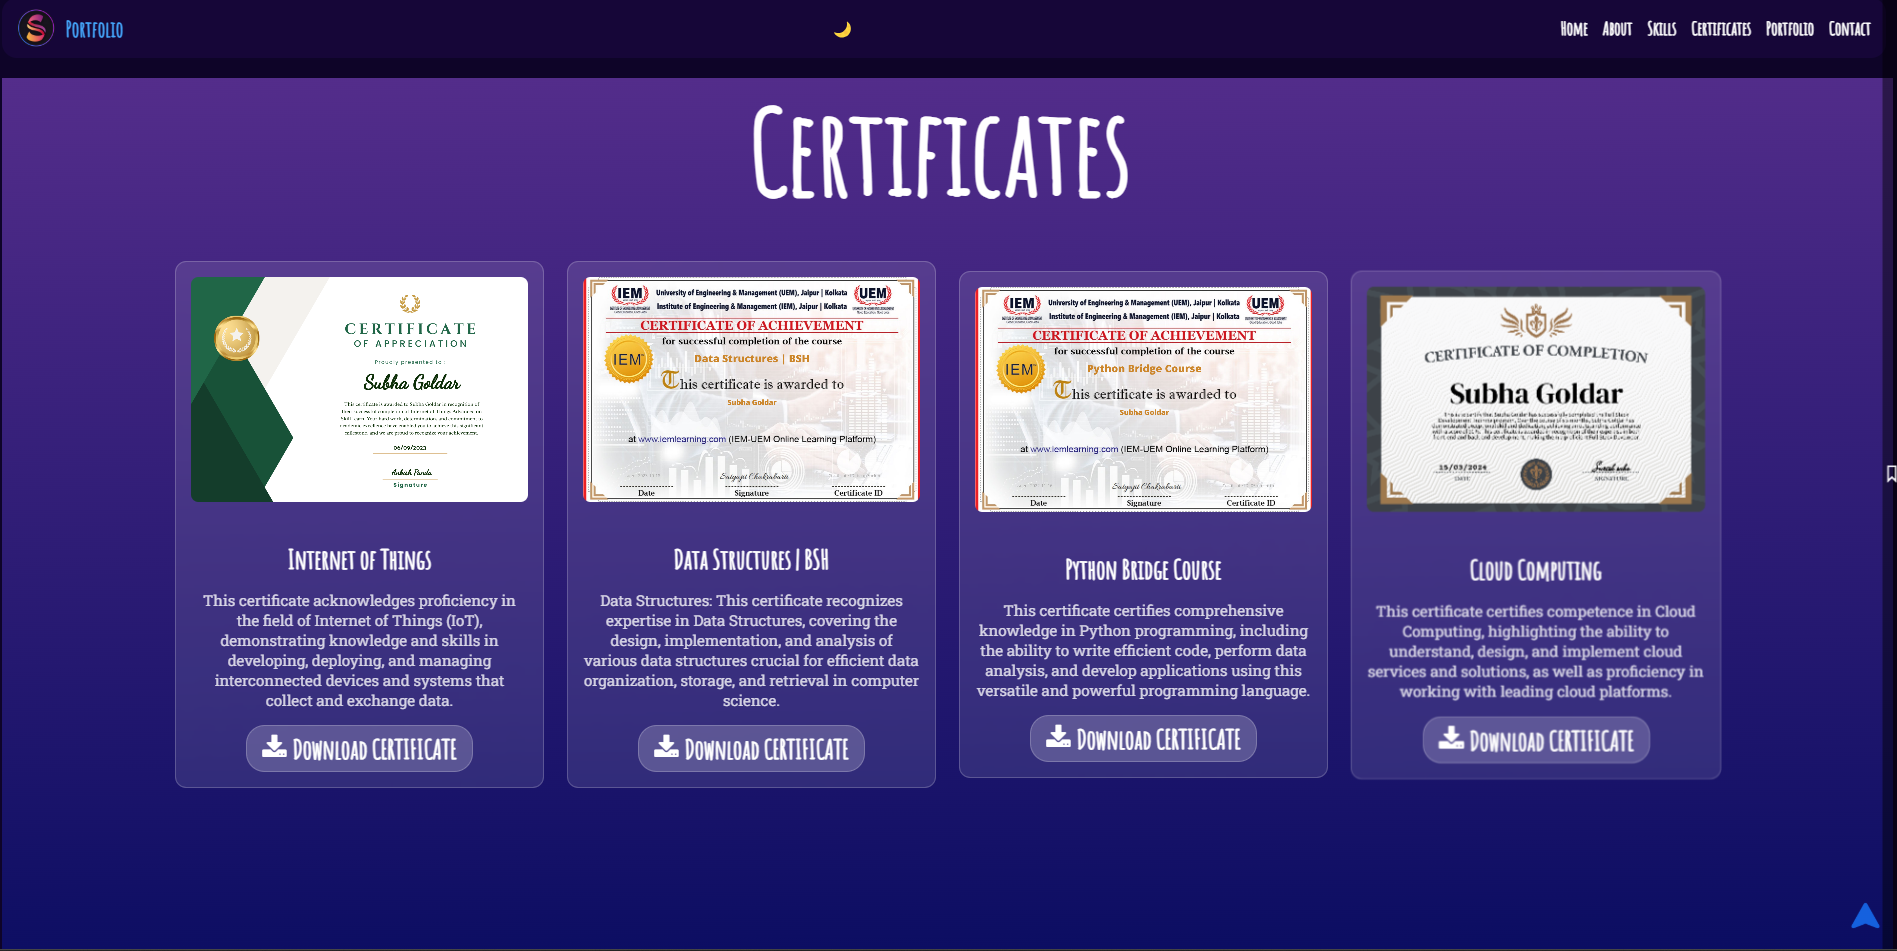 Portfolio
Home About Skills Certificates Portfolio Contact
Certificates
CERTIFICATE
OF APPRECIATION
Proudly presented to :
Subha Goldar
06/09/2023
Signature
IEM
University of Engineering & Management (UEM), Jaipur | Kolkata
Institute of Engineering & Management (IEM), Jaipur | Kolkata
UEM
CERTIFICATE OF ACHIEVEMENT
for successful completion of the course
Data Structures | BSH
IEM
This certificate is awarded to
Subha Goldar
at www.iemlearning.com (IEM-UEM Online Learning Platform)
Satyajit Chakrabarti
Date Signature Certificate ID
IEM
University of Engineering & Management (UEM), Jaipur | Kolkata
Institute of Engineering & Management (IEM), Jaipur | Kolkata
UEM
CERTIFICATE OF ACHIEVEMENT
for successful completion of the course
Python Bridge Course
IEM
This certificate is awarded to
Subha Goldar
at www.iemlearning.com (IEM-UEM Online Learning Platform)
Satyajit Chakrabarti
Date Signature Certificate ID
CERTIFICATE OF COMPLETION
Subha Goldar
15/03/2024
DATE SIGNATURE
Internet of Things
This certificate acknowledges proficiency in
the field of Internet of Things (IoT),
demonstrating knowledge and skills in
developing, deploying, and managing
interconnected devices and systems that
collect and exchange data.
Download CERTIFICATE
Data Structures | BSH
Data Structures: This certificate recognizes
expertise in Data Structures, covering the
design, implementation, and analysis of
various data structures crucial for efficient data
organization, storage, and retrieval in computer
science.
Download CERTIFICATE
Python Bridge Course
This certificate certifies comprehensive
knowledge in Python programming, including
the ability to write efficient code, perform data
analysis, and develop applications using this
versatile and powerful programming language.
Download CERTIFICATE
Cloud Computing
This certificate certifies competence in Cloud
Computing, highlighting the ability to
understand, design, and implement cloud
services and solutions, as well as proficiency in
working with leading cloud platforms.
Download CERTIFICATE